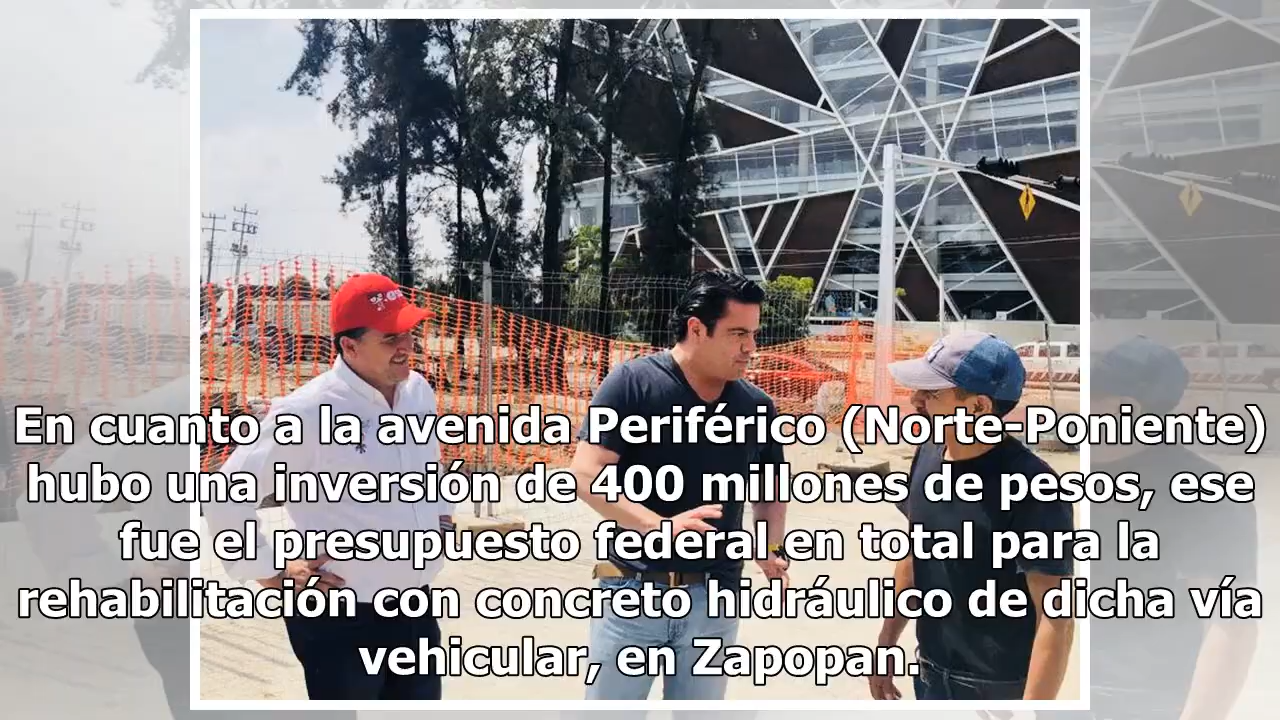 En cuanto a la avenida Periférico (Norte-Poniente)
hubo una inversión de 400 millones de pesos, ese
fue el presupuesto federal en total para la
rehabilitación con concreto hidráulico de dicha vía
vehicular, en Zapopan.